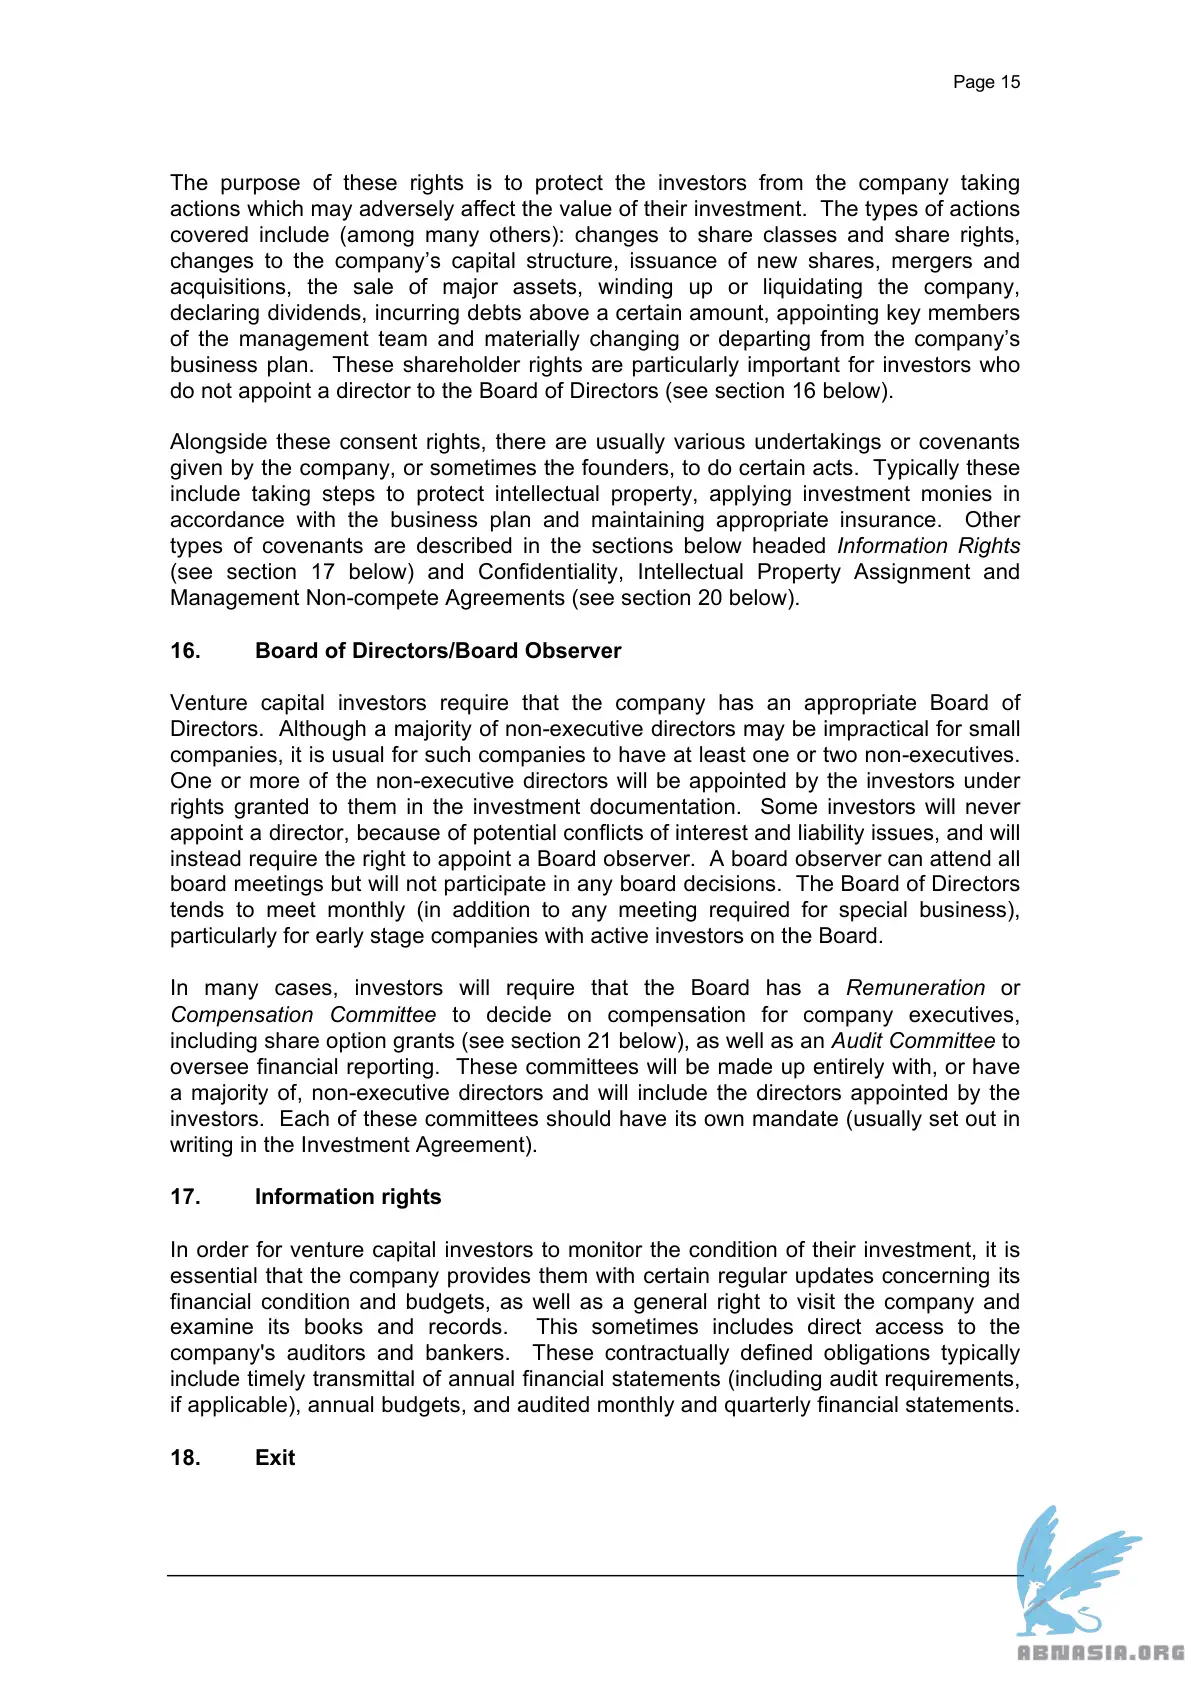 Page 15
The purpose of these rights is to protect the investors from the company taking
actions which may adversely affect the value of their investment.  The types of actions
covered include (among many others): changes to share classes and share rights,
changes to the company’s capital structure, issuance of new shares, mergers and
acquisitions, the sale of major assets, winding up or liquidating the company,
declaring dividends, incurring debts above a certain amount, appointing key members
of the management team and materially changing or departing from the company’s
business plan.  These shareholder rights are particularly important for investors who
do not appoint a director to the Board of Directors (see section 16 below).
Alongside these consent rights, there are usually various undertakings or covenants
given by the company, or sometimes the founders, to do certain acts.  Typically these
include taking steps to protect intellectual property, applying investment monies in
accordance with the business plan and maintaining appropriate insurance.  Other
types of covenants are described in the sections below headed Information Rights
(see section 17 below) and Confidentiality, Intellectual Property Assignment and
Management Non-compete Agreements (see section 20 below).
16. Board of Directors/Board Observer
Venture capital investors require that the company has an appropriate Board of
Directors.  Although a majority of non-executive directors may be impractical for small
companies, it is usual for such companies to have at least one or two non-executives.
One or more of the non-executive directors will be appointed by the investors under
rights granted to them in the investment documentation.  Some investors will never
appoint a director, because of potential conflicts of interest and liability issues, and will
instead require the right to appoint a Board observer.  A board observer can attend all
board meetings but will not participate in any board decisions.  The Board of Directors
tends to meet monthly (in addition to any meeting required for special business),
particularly for early stage companies with active investors on the Board.
In many cases, investors will require that the Board has a Remuneration or
Compensation Committee to decide on compensation for company executives,
including share option grants (see section 21 below), as well as an Audit Committee to
oversee financial reporting.  These committees will be made up entirely with, or have
a majority of, non-executive directors and will include the directors appointed by the
investors.  Each of these committees should have its own mandate (usually set out in
writing in the Investment Agreement).
17. Information rights
In order for venture capital investors to monitor the condition of their investment, it is
essential that the company provides them with certain regular updates concerning its
financial condition and budgets, as well as a general right to visit the company and
examine its books and records.  This sometimes includes direct access to the
company's auditors and bankers.  These contractually defined obligations typically
include timely transmittal of annual financial statements (including audit requirements,
if applicable), annual budgets, and audited monthly and quarterly financial statements.
18. Exit
ABNASIA.ORG